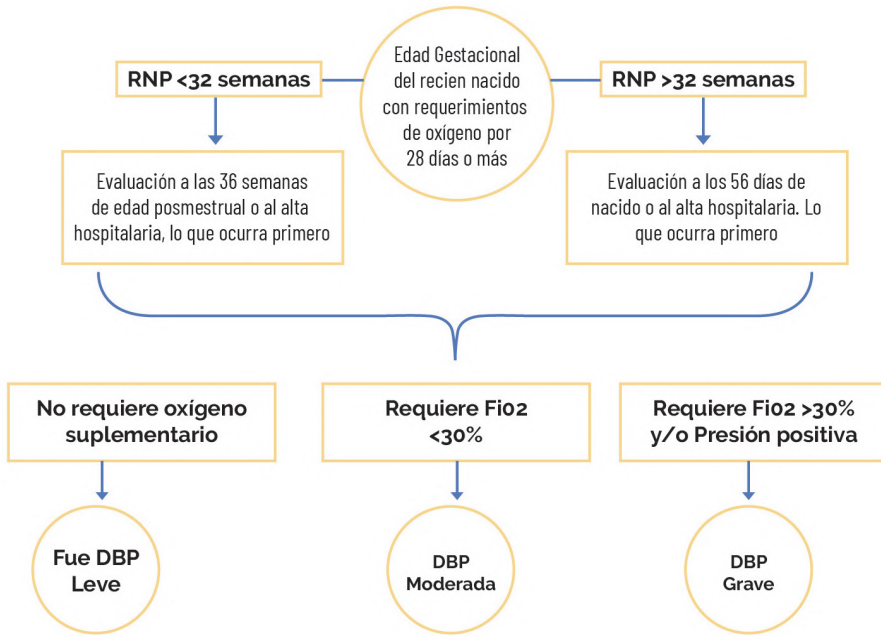 Edad Gestacional
del recien nacido
con requerimientos
de oxígeno por
28 días o más
RNP <32 semanas
RNP >32 semanas
Evaluación a las 36 semanas
de edad posmestrual o al alta
hospitalaria, lo que ocurra primero
Evaluación a los 56 días de
nacido o al alta hospitalaria. Lo
que ocurra primero
No requiere oxígeno
suplementario
Requiere Fi02
<30%
Requiere Fi02 >30%
y/o Presión positiva
Fue DBP
Leve
DBP
Moderada
DBP
Grave